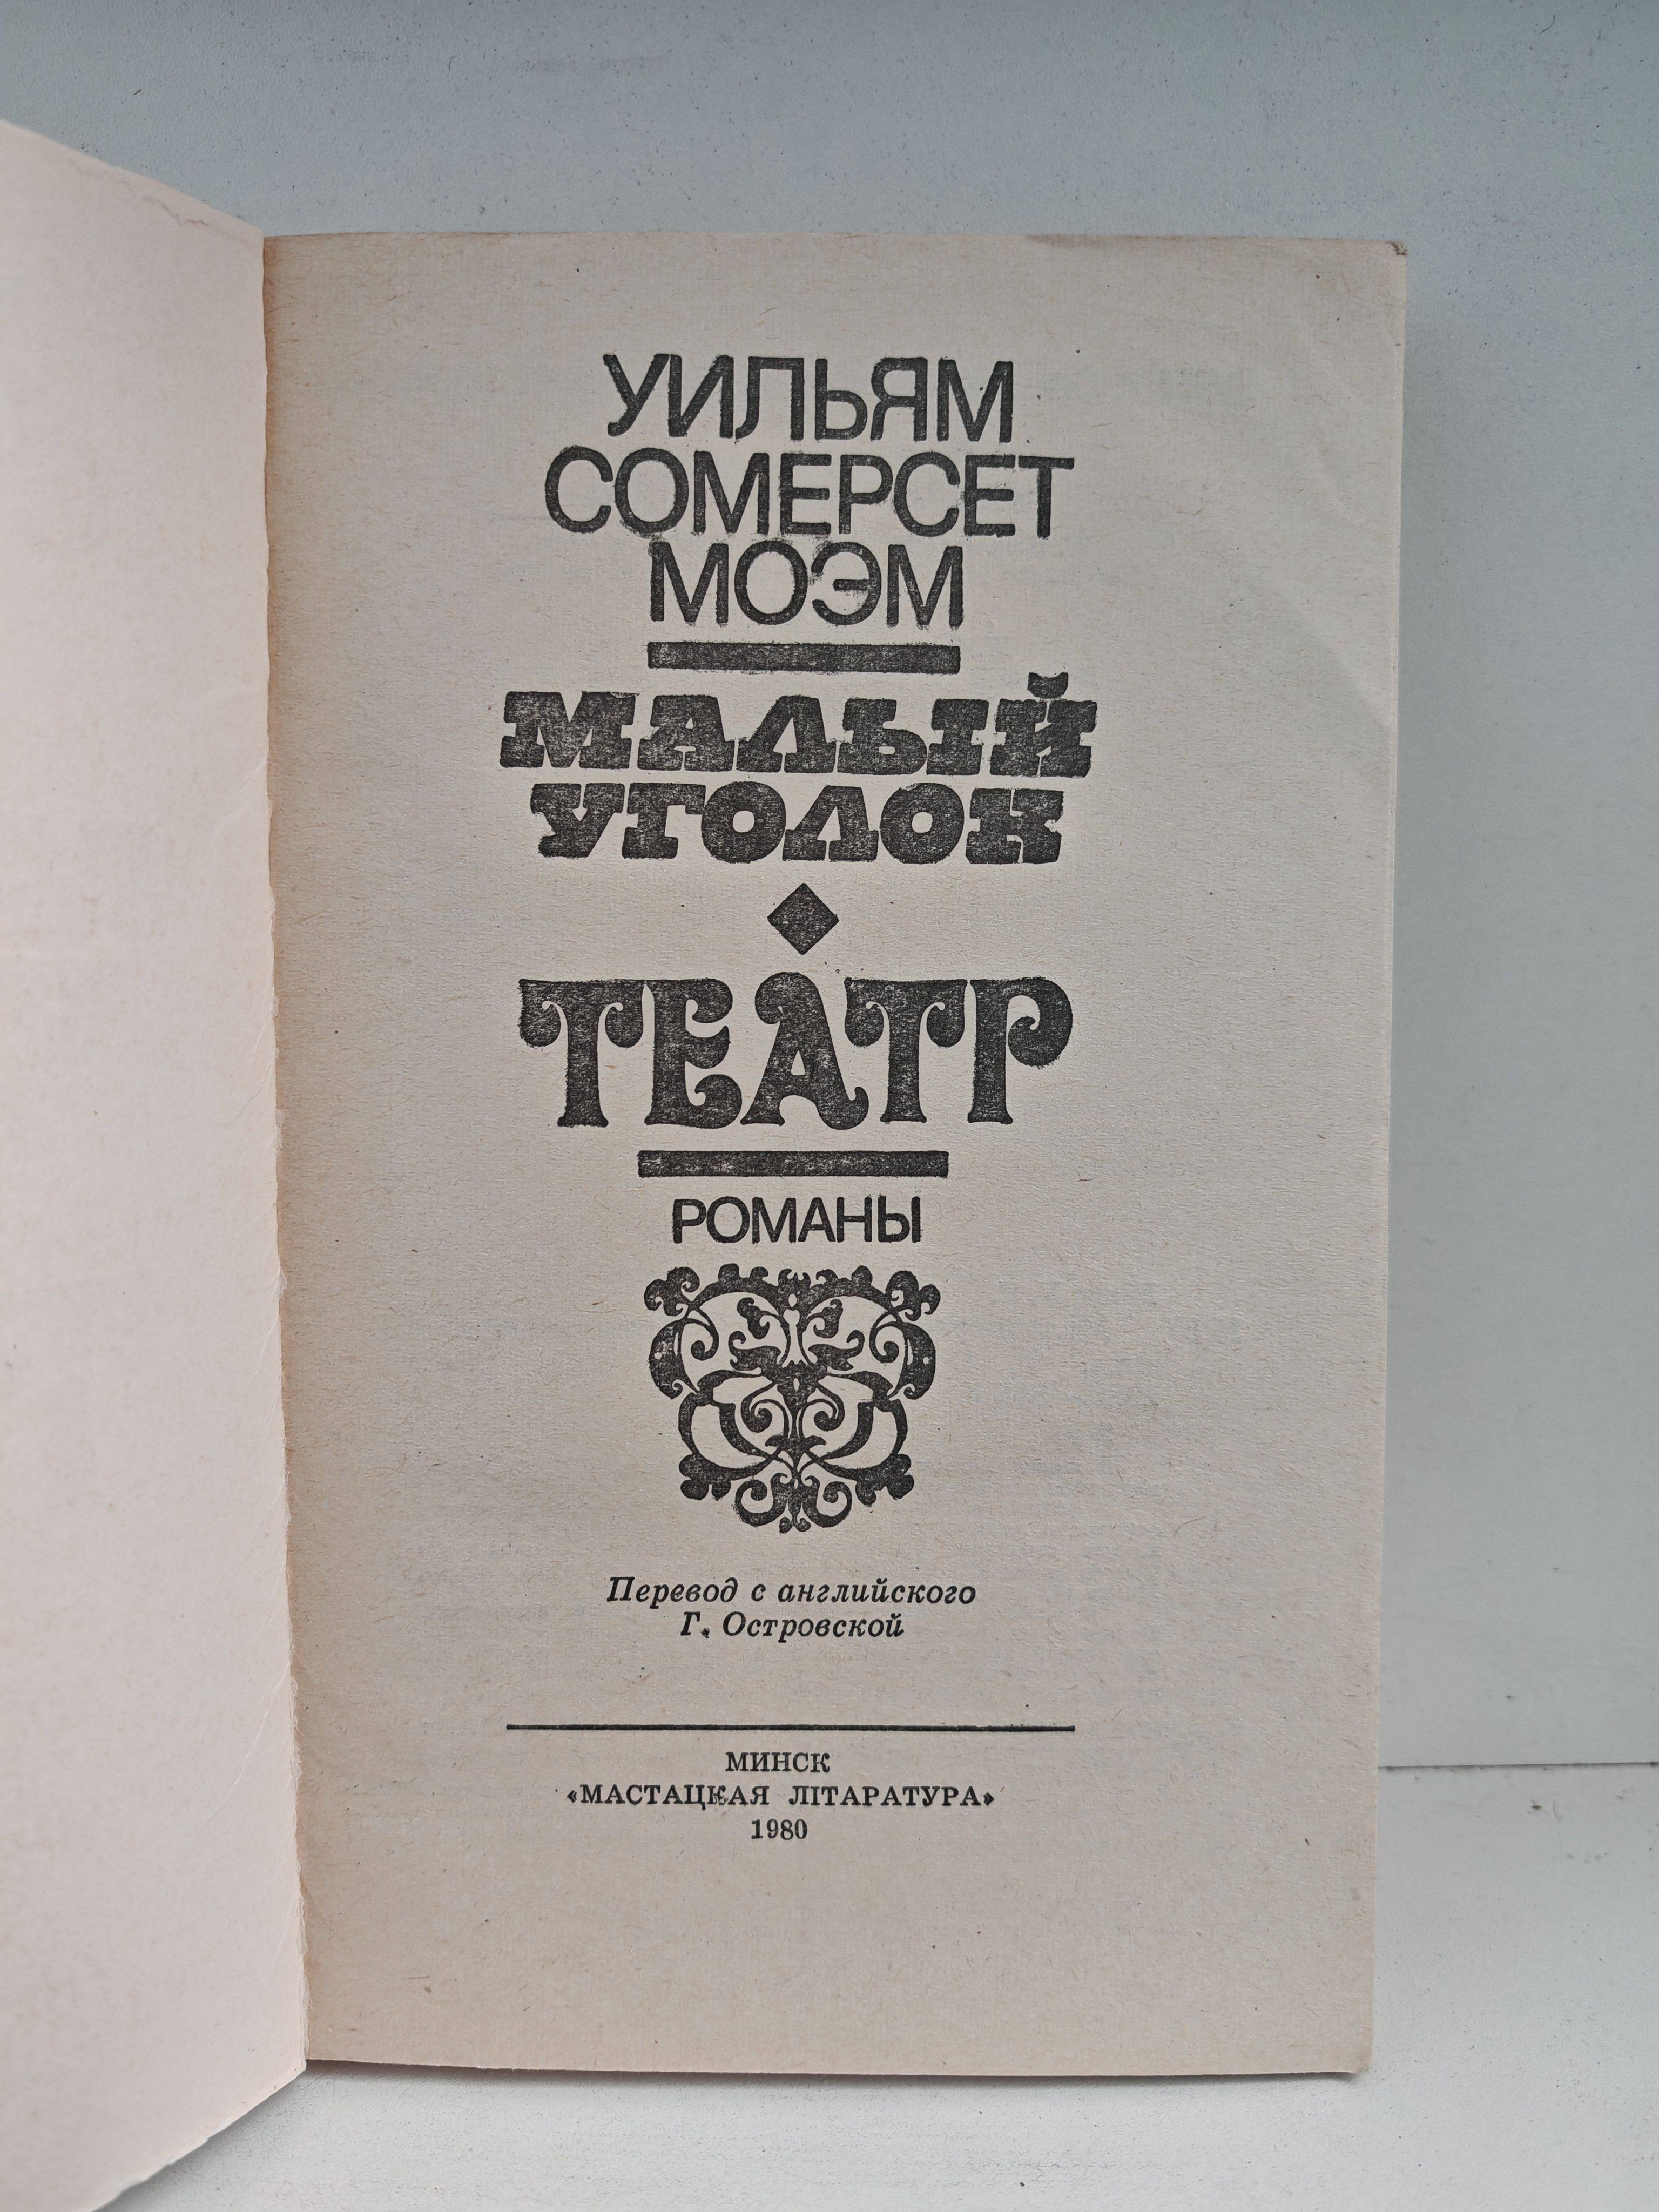 УИЛЬЯМ
СОМЕРСЕТ
МОЭМ
МАЛЫЙ
УГОЛОК
ТЕАТР
РОМАНЫ
Перевод с английского
Г. Островской
МИНСК
«МАСТАЦКАЯ ЛІТАРАТУРА»
1980